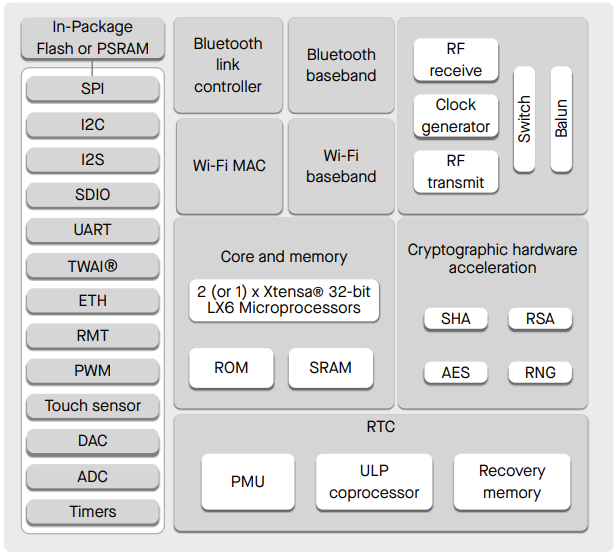 In-Package
Flash or PSRAM
SPI
I2C
I2S
SDIO
UART
TWAI®
ETH
RMT
PWM
Touch sensor
DAC
ADC
Timers
Bluetooth
link
controller
Bluetooth
baseband
Wi-Fi MAC
Wi-Fi
baseband
RF
receive
Clock
generator
RF
transmit
Switch
Balun
Core and memory
2 (or 1) x Xtensa® 32-bit
LX6 Microprocessors
ROM
SRAM
Cryptographic hardware
acceleration
SHA
RSA
AES
RNG
RTC
PMU
ULP
coprocessor
Recovery
memory